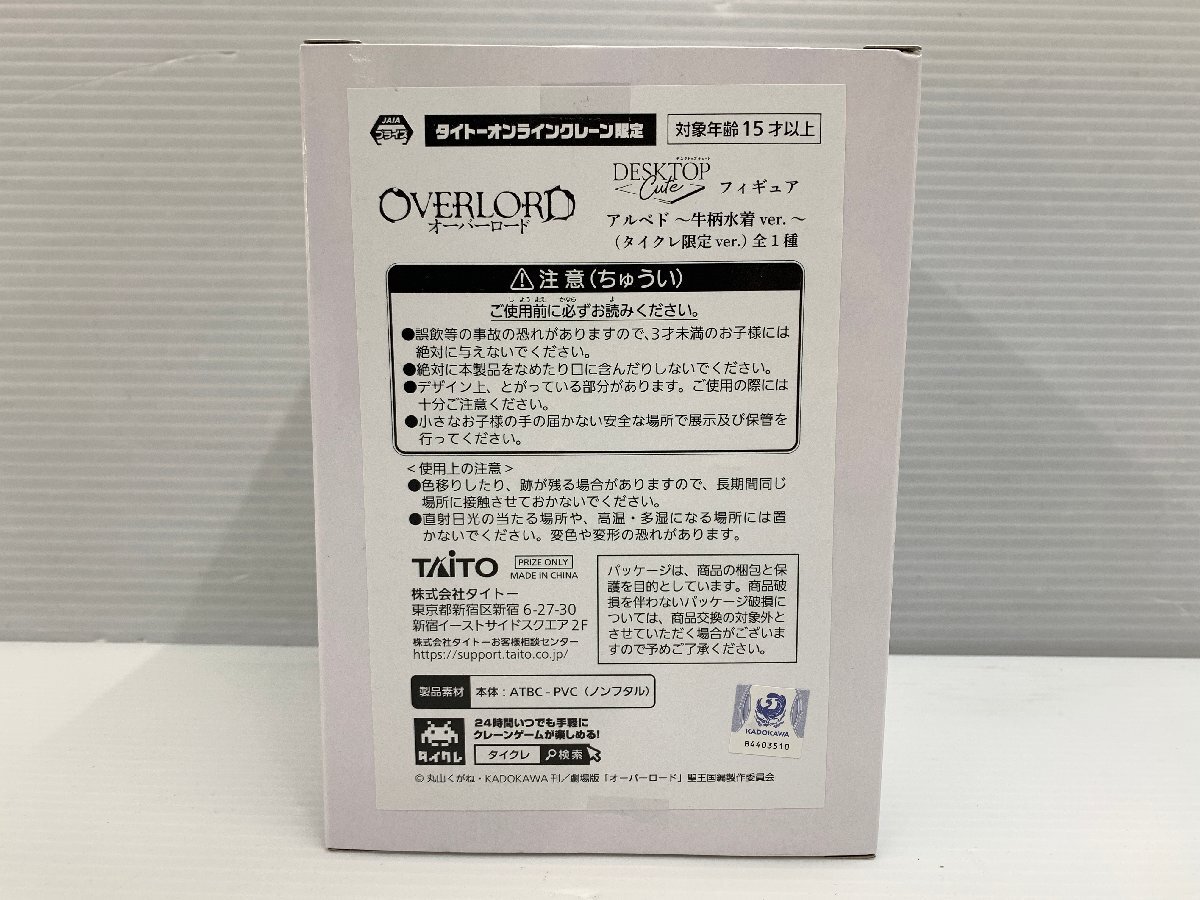 JAIA
プライズ
タイトーオンラインクレーン限定
対象年齢15才以上
OVERLORD
オーバーロード
デスクトップキュート
DESKTOP
Cute
フィギュア
アルベド ～牛柄水着 ver.～
(タイクレ限定 ver.) 全1種
⚠注意(ちゅうい)
ご使用前に必ずお読みください。
●誤飲等の事故の恐れがありますので、3才未満のお子様には
絶対に与えないでください。
●絶対に本製品をなめたり口に含んだりしないでください。
●デザイン上、とがっている部分があります。ご使用の際には
十分ご注意ください。
●小さなお子様の手の届かない安全な場所で展示及び保管を
行ってください。
<使用上の注意>
●色移りしたり、跡が残る場合がありますので、長期間同じ
場所に接触させておかないでください。
●直射日光の当たる場所や、高温・多湿になる場所には置
かないでください。変色や変形の恐れがあります。
TAITO
PRIZE ONLY
MADE IN CHINA
株式会社タイトー
東京都新宿区新宿 6-27-30
新宿イーストサイドスクエア 2F
株式会社タイトーお客様相談センター
https://support.taito.co.jp/
パッケージは、商品の梱包と保
護を目的としています。商品破
損を伴わないパッケージ破損に
ついては、商品交換の対象外と
させていただく場合がございま
すので予めご了承ください。
製品素材
本体：ATBC-PVC（ノンフタル）
タイクレ
24時間いつでも手軽に
クレーンゲームが楽しめる!
タイクレ
検索
KADOKAWA
84403510
© 丸山くがね・KADOKAWA 刊／劇場版「オーバーロード」聖王国編製作委員会